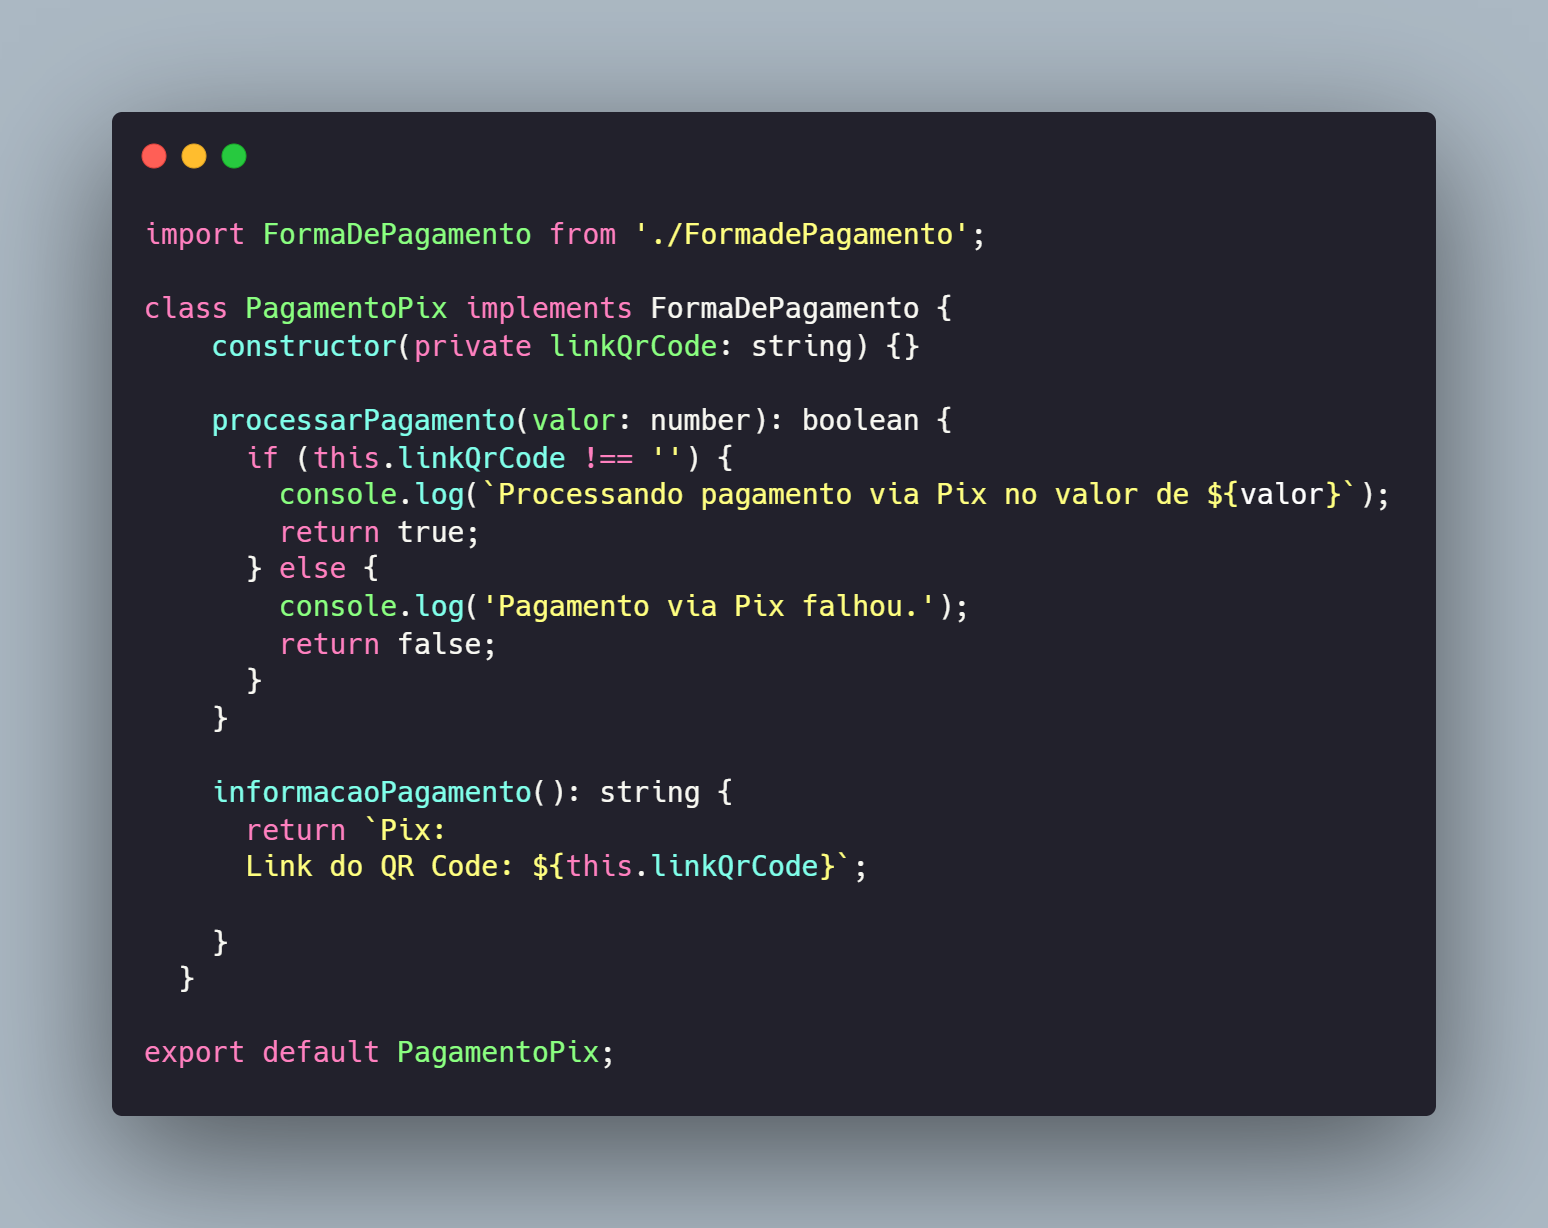 import FormaDePagamento from './FormadePagamento';

class PagamentoPix implements FormaDePagamento {
    constructor(private linkQrCode: string) {}

    processarPagamento(valor: number): boolean {
      if (this.linkQrCode !== '') {
        console.log(`Processando pagamento via Pix no valor de ${valor}`);
        return true;
      } else {
        console.log('Pagamento via Pix falhou.');
        return false;
      }
    }

    informacaoPagamento(): string {
      return `Pix:
      Link do QR Code: ${this.linkQrCode}`;

    }
  }

export default PagamentoPix;